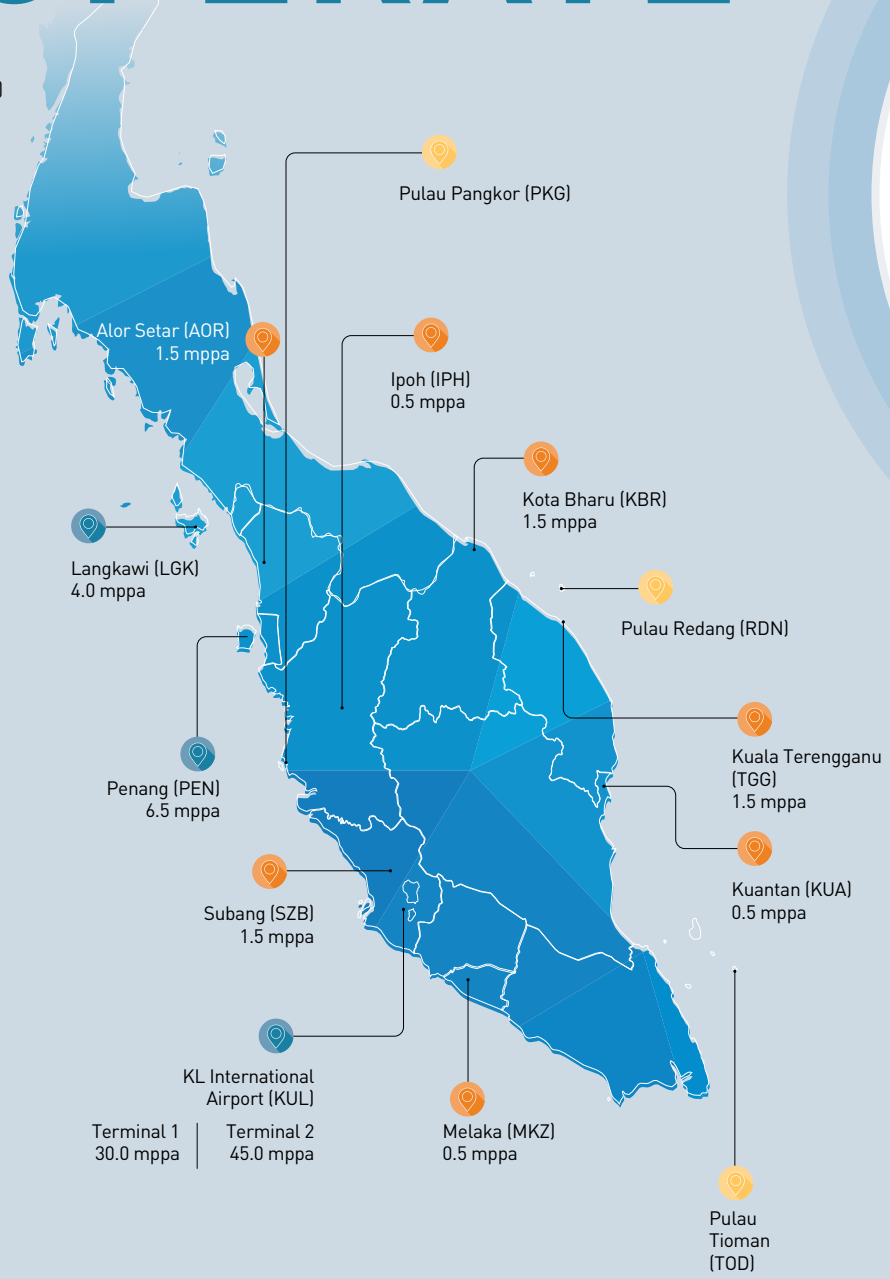 OPERATE
Pulau Pangkor (PKG)
Alor Setar (AOR)
1.5 mppa
Ipoh (IPH)
0.5 mppa
Kota Bharu (KBR)
1.5 mppa
Langkawi (LGK)
4.0 mppa
Pulau Redang (RDN)
Kuala Terengganu
(TGG)
1.5 mppa
Penang (PEN)
6.5 mppa
Kuantan (KUA)
0.5 mppa
Subang (SZB)
1.5 mppa
KL International
Airport (KUL)
Terminal 1
30.0 mppa
Terminal 2
45.0 mppa
Melaka (MKZ)
0.5 mppa
Pulau
Tioman
(TOD)